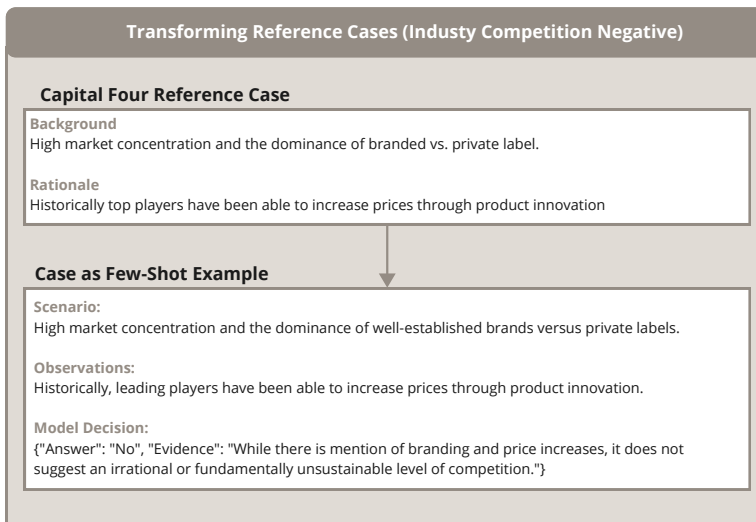 Transforming Reference Cases (Industy Competition Negative)
Capital Four Reference Case
Background
High market concentration and the dominance of branded vs. private label.
Rationale
Historically top players have been able to increase prices through product innovation
Case as Few-Shot Example
Scenario:
High market concentration and the dominance of well-established brands versus private labels.
Observations:
Historically, leading players have been able to increase prices through product innovation.
Model Decision:
{"Answer": "No", "Evidence": "While there is mention of branding and price increases, it does not
suggest an irrational or fundamentally unsustainable level of competition."}